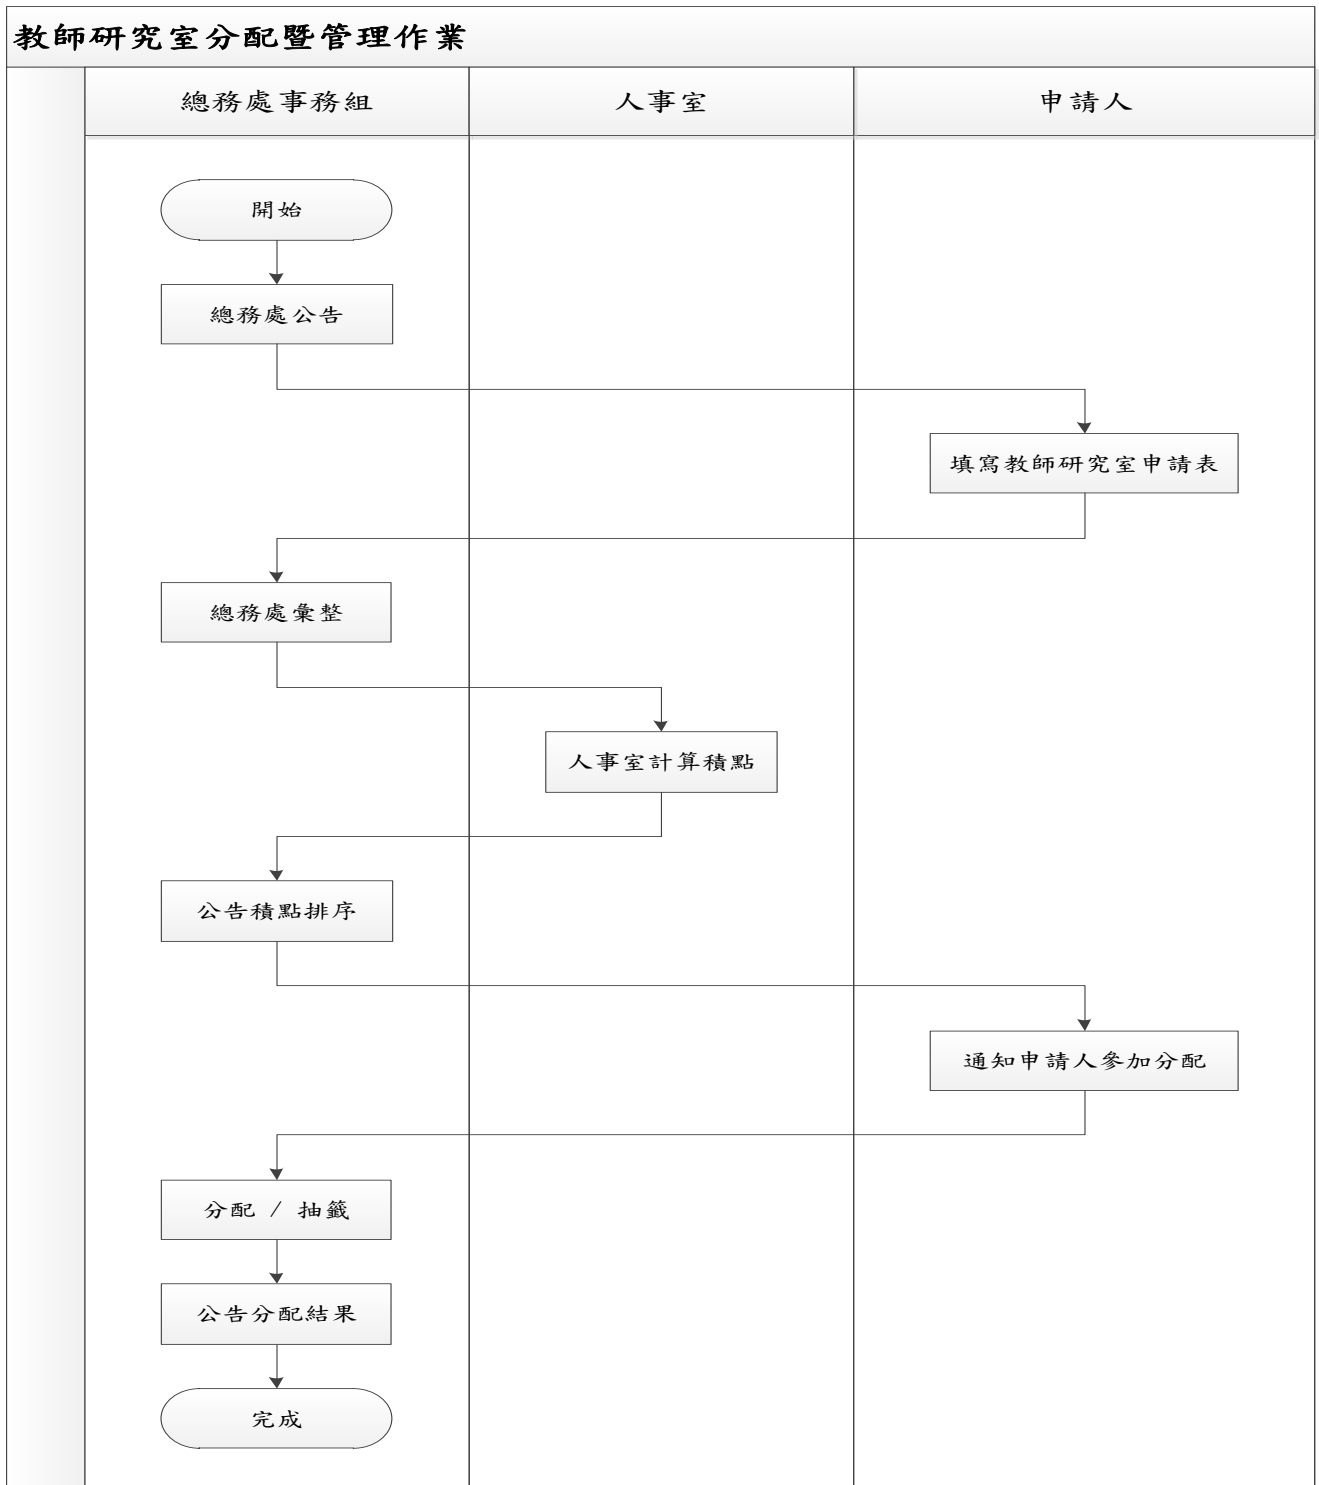 教師研究室分配暨管理作業
總務處事務組
人事室
申請人
開始
總務處公告
填寫教師研究室申請表
總務處彙整
人事室計算積點
公告積點排序
通知申請人參加分配
分配 / 抽籤
公告分配結果
完成